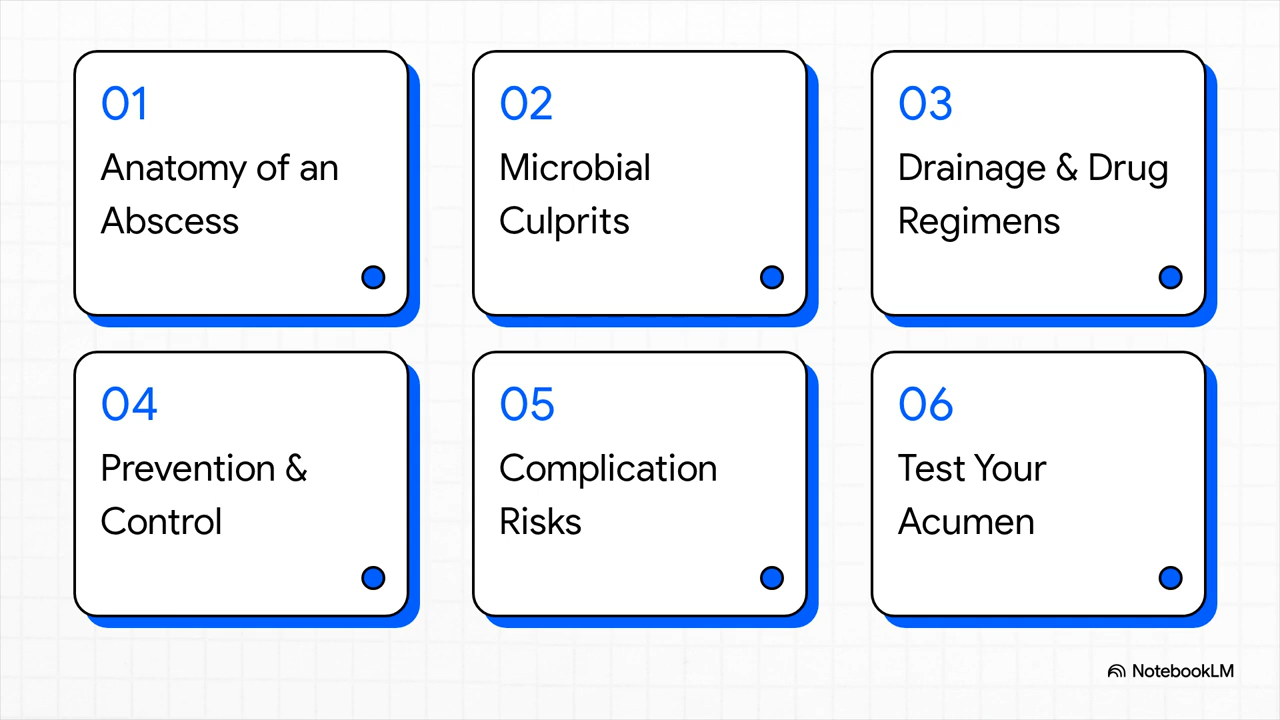 01
Anatomy of an
Abscess
02
Microbial
Culprits
03
Drainage & Drug
Regimens
04
Prevention &
Control
05
Complication
Risks
06
Test Your
Acumen
NotebookLM